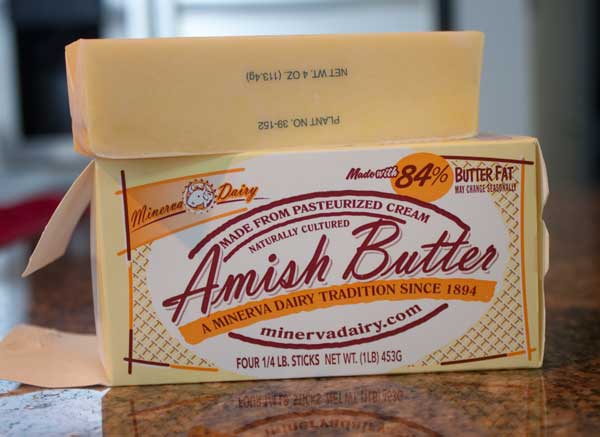 NET WT. 4 OZ. (113.4g)
PLANT NO. 39-152
Minerva Dairy
Made with 84% BUTTER FAT
MAY CHANGE SEASONALLY
MADE FROM PASTEURIZED CREAM
NATURALLY CULTURED
Amish Butter
A MINERVA DAIRY TRADITION SINCE 1894
minervadairy.com
FOUR 1/4 LB. STICKS NET WT. (1LB) 453G